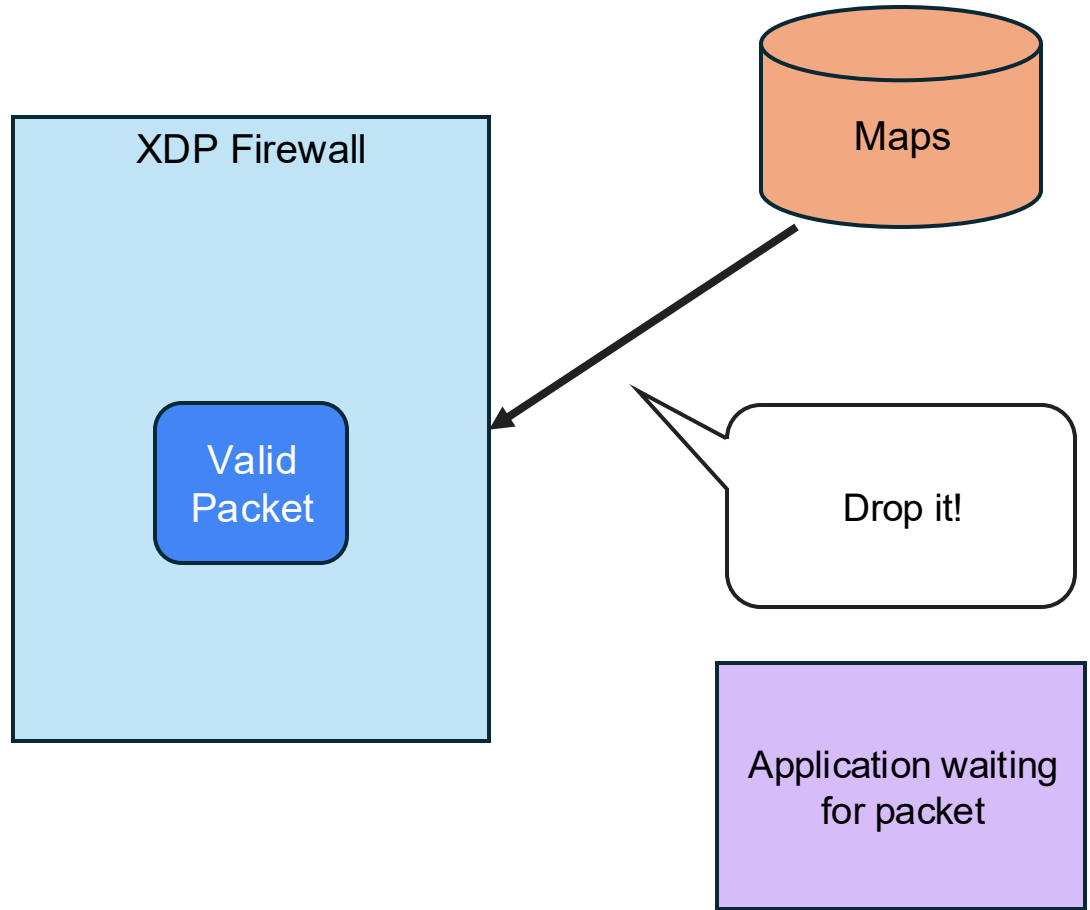 XDP Firewall
Maps
Valid
Packet
Drop it!
Application waiting
for packet